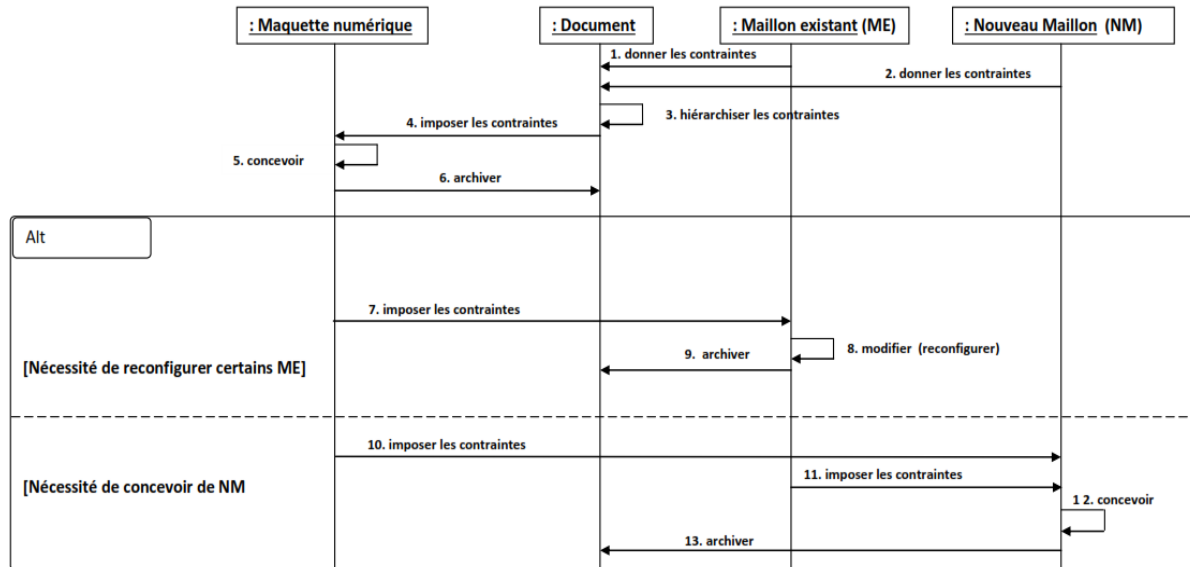 : Maquette numérique
: Document
: Maillon existant (ME)
: Nouveau Maillon (NM)
1. donner les contraintes
2. donner les contraintes
3. hiérarchiser les contraintes
4. imposer les contraintes
5. concevoir
6. archiver
Alt
7. imposer les contraintes
8. modifier (reconfigurer)
9. archiver
[Nécessité de reconfigurer certains ME]
10. imposer les contraintes
11. imposer les contraintes
[Nécessité de concevoir de NM
1 2. concevoir
13. archiver